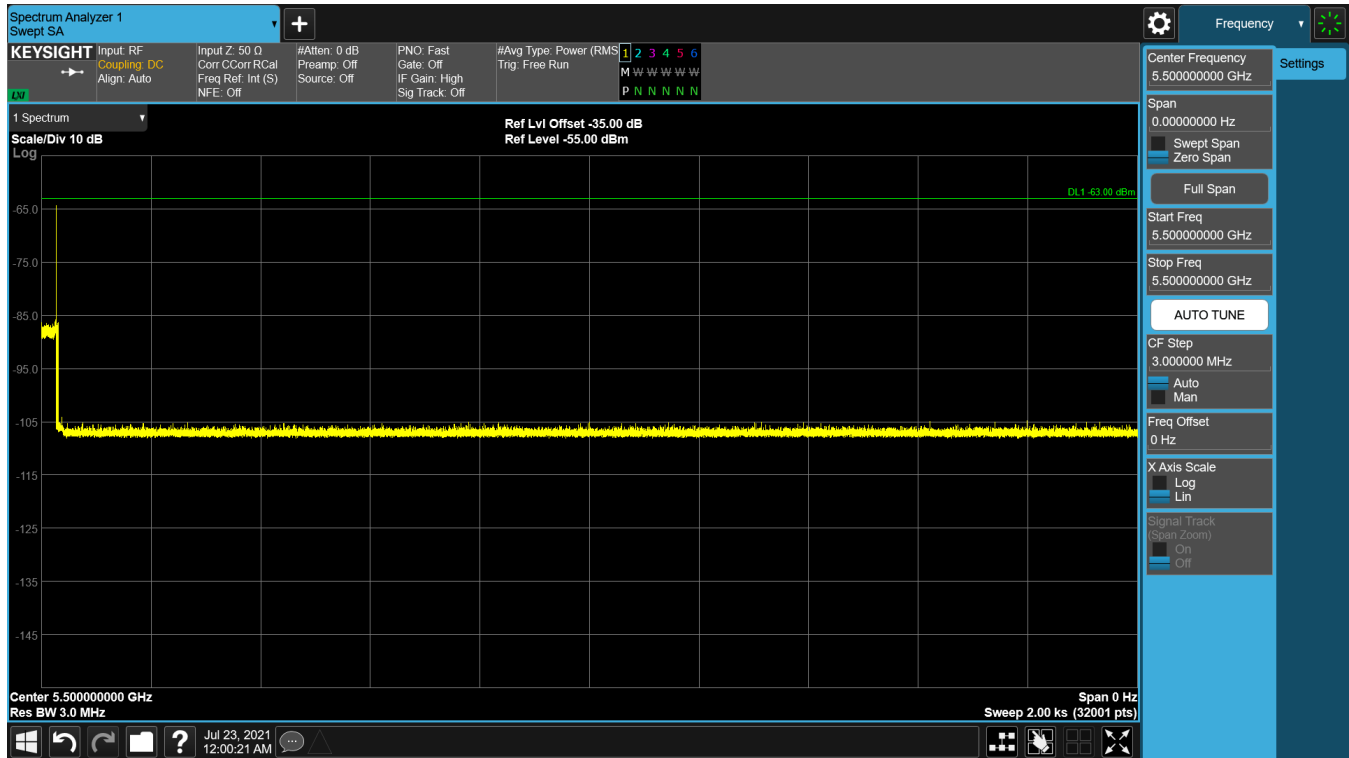 Spectrum Analyzer 1
Swept SA
+
Frequency
KEYSIGHT
LXI
Input: RF
Coupling: DC
Align: Auto
Input Z: 50 Ω
Corr CCorr RCal
Freq Ref: Int (S)
NFE: Off
#Atten: 0 dB
Preamp: Off
Source: Off
PNO: Fast
Gate: Off
IF Gain: High
Sig Track: Off
#Avg Type: Power (RMS
Trig: Free Run
1 2 3 4 5 6
M W W W W W
P N N N N N
1 Spectrum
Scale/Div 10 dB
Log
Ref Lvl Offset -35.00 dB
Ref Level -55.00 dBm
DL1 -63.00 dBm
-65.0
-75.0
-85.0
-95.0
-105
-115
-125
-135
-145
Center 5.500000000 GHz
Res BW 3.0 MHz
Span 0 Hz
Sweep 2.00 ks (32001 pts)
Center Frequency
5.500000000 GHz
Settings
Span
0.00000000 Hz
Swept Span
Zero Span
Full Span
Start Freq
5.500000000 GHz
Stop Freq
5.500000000 GHz
AUTO TUNE
CF Step
3.000000 MHz
Auto
Man
Freq Offset
0 Hz
X Axis Scale
Log
Lin
Signal Track
(Span Zoom)
On
Off
?
Jul 23, 2021
12:00:21 AM